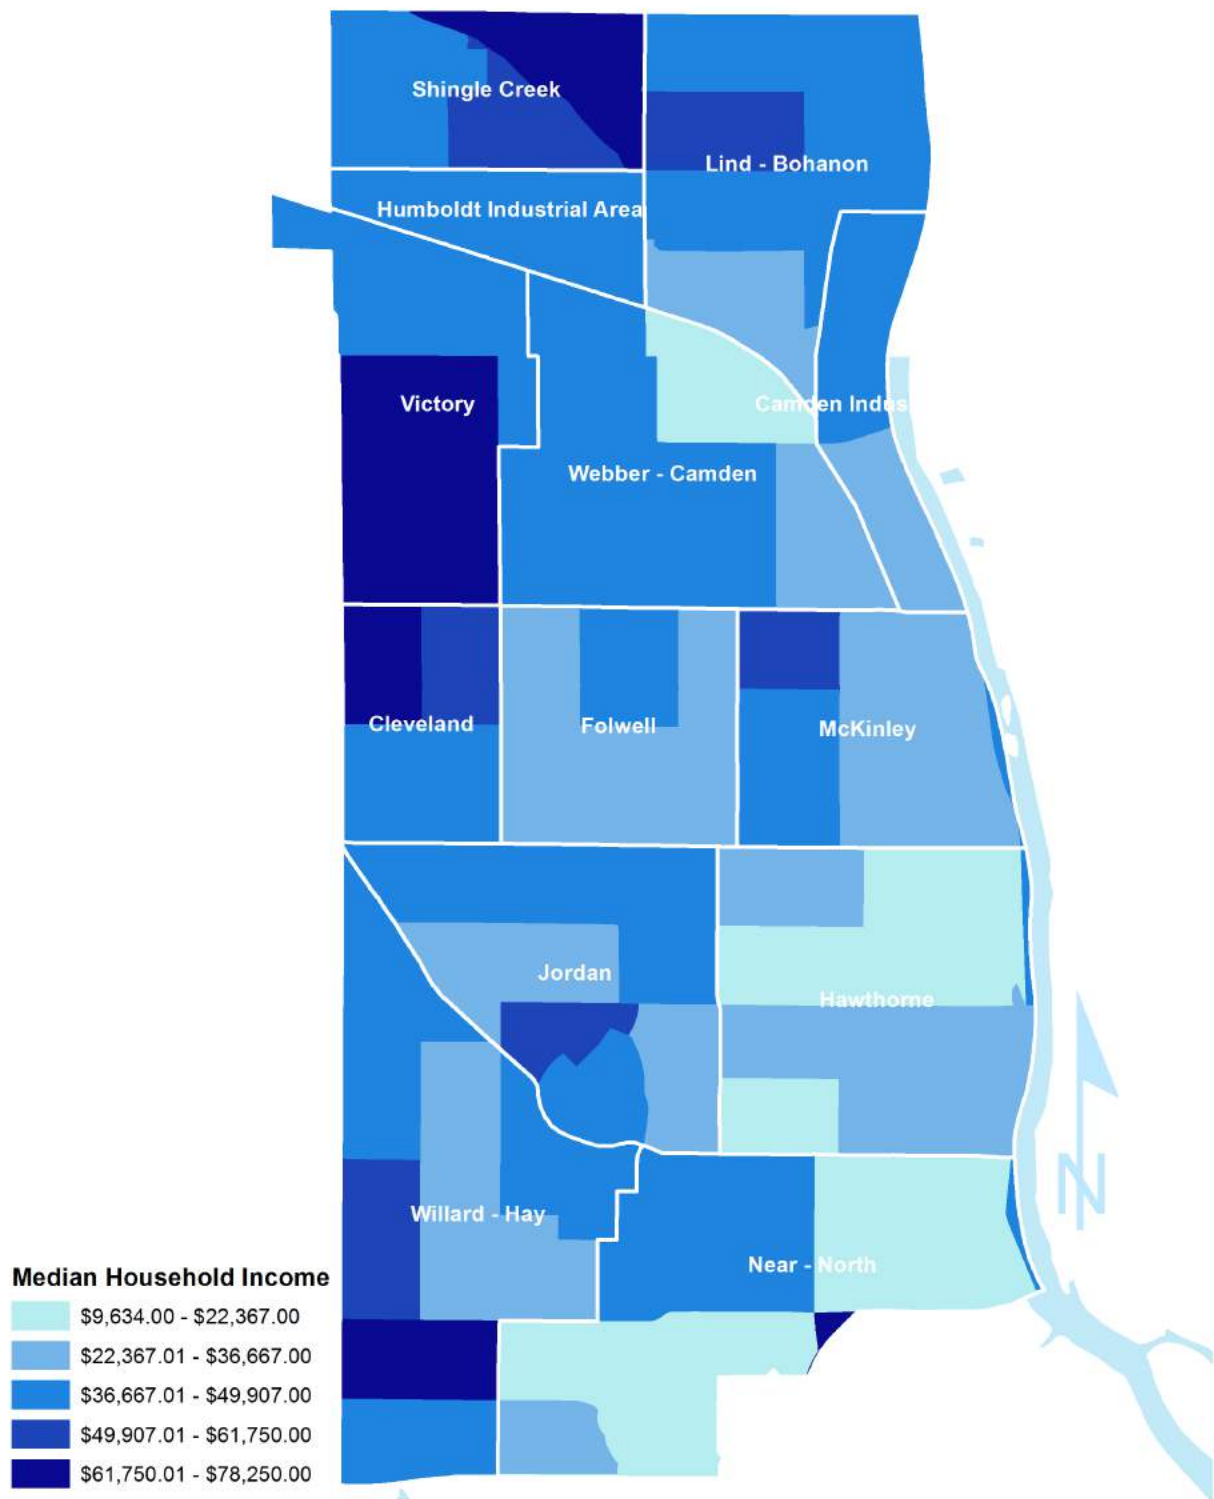 Shingle Creek
Lind - Bohanon
Humboldt Industrial Area
Victory
Camden Indus
Webber - Camden
Cleveland
Folwell
McKinley
Jordan
Hawthorne
N
Willard - Hay
Near - North
Median Household Income
$9,634.00 - $22,367.00
$22,367.01 - $36,667.00
$36,667.01 - $49,907.00
$49,907.01 - $61,750.00
$61,750.01 - $78,250.00